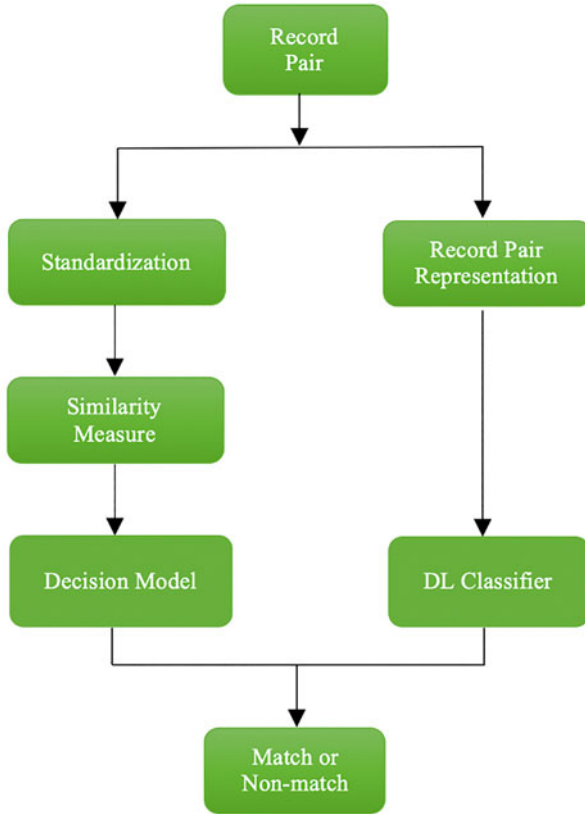 Record
Pair
Standardization
Record Pair
Representation
Similarity
Measure
Decision Model
DL Classifier
Match or
Non-match